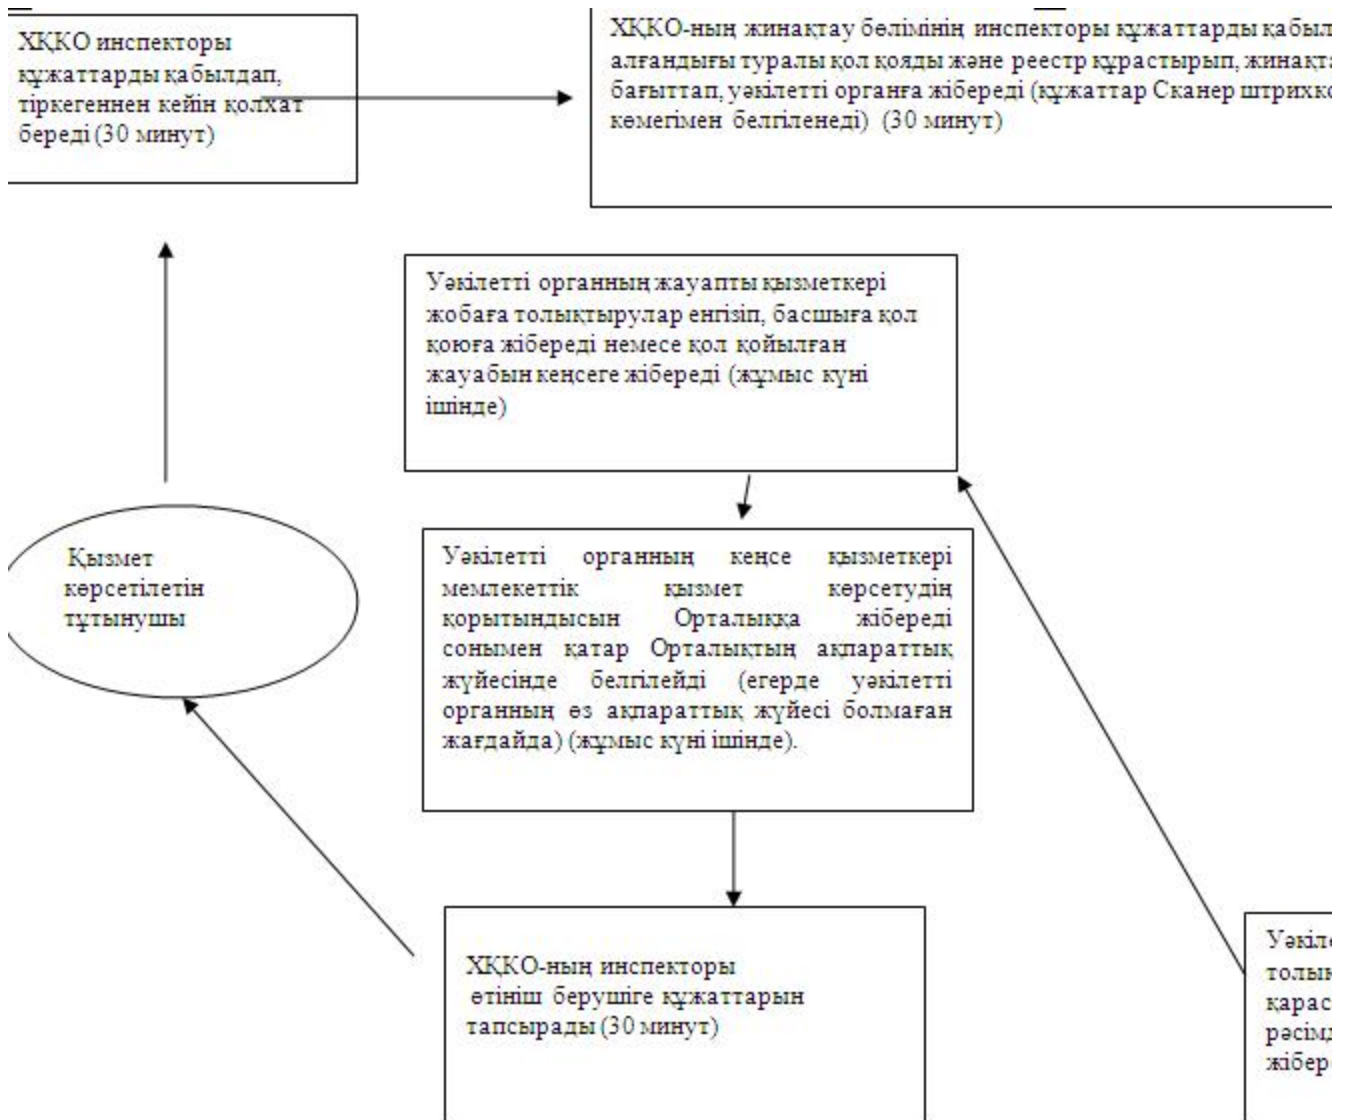 ХҚКО инспекторы
құжаттарды қабылдап,
тіркегеннен кейін қолхат
береді (30 минут)
ХҚКО-ның жинақтау бөлімінің инспекторы құжаттарды
алғандығы туралы қол қояды және реестр құрастырып,
бағыттап, уәкілетті органға жібереді (құжаттар Сканер
көмегімен белгіленеді) (30 минут)
Уәкілетті органның жауапты қызметкері
жобаға толықтырулар енгізіп, басшыға қол
қоюға жібереді немесе қол қойылған
жауабын кеңсеге жібереді (жұмыс күні
ішінде)
Қызмет
көрсетілетін
тұтынушы
Уәкілетті органның кеңсе қызметкері
мемлекеттік қызмет көрсетудің
қорытындысын Орталыққа жібереді
сонымен қатар Орталықтың ақпараттық
жүйесінде белгілейді (егерде уәкілетті
органның өз ақпараттық жүйесі болмаған
жағдайда) (жұмыс күні ішінде).
ХҚКО-ның инспекторы
өтініш берушіге құжаттарын
тапсырады (30 минут)